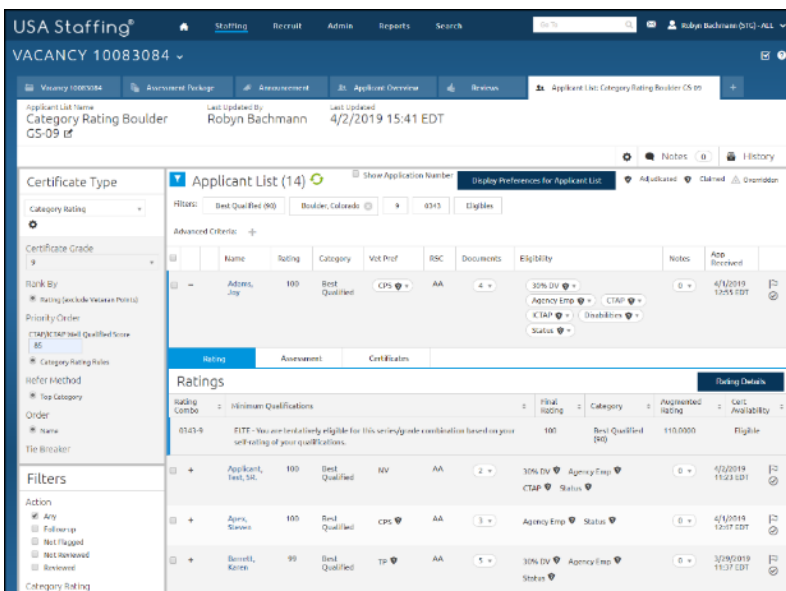 USA Staffing®
Staffing Recruit Admin Reports Search
Go To
Robyn Bachmann (STG) - ALL
VACANCY 10083084
Vacancy 10083084 Assessment Package Announcement Applicant Overview Reviews Applicant List: Category Rating Boulder GS-09 +
Applicant List Name Last Updated By Last Updated
Category Rating Boulder Robyn Bachmann 4/2/2019 15:41 EDT
GS-09
Notes 0 History
Certificate Type
Category Rating
Certificate Grade
9
Rank By
Rating (exclude Veteran Points)
Priority Order
CTAP/ICTAP Well Qualified Score
85
Category Rating Rules
Refer Method
Top Category
Order
Name
Tie Breaker
Filters
Action
Any
Followup
Not Flagged
Not Reviewed
Reviewed
Category Rating
Applicant List (14) Show Application Number Display Preferences for Applicant List Adjudicated Claimed Overridden
Filters: Best Qualified (90) Boulder, Colorado 9 0343 Eligibles
Advanced Criteria: +
Name Rating Category Vet Pref RSC Documents Eligibility Notes App Received
- Adams, Joy 100 Best Qualified CPS AA 4 30% DV Agency Emp CTAP ICTAP Disabilities Status 0 4/1/2019 12:55 EDT
Rating Assessment Certificates
Ratings Rating Details
Rating Combo Minimum Qualifications Final Rating Category Augmented Rating Cert Availability
0343-9 ELTE - You are tentatively eligible for this series/grade combination based on your self-rating of your qualifications. 100 Best Qualified (90) 110.0000 Eligible
+ Applicant, Test, SR. 100 Best Qualified NV AA 2 30% DV Agency Emp CTAP Status 0 4/2/2019 11:23 EDT
+ Apex, Steven 100 Best Qualified CPS AA 3 Agency Emp Status 0 4/1/2019 12:57 EDT
+ Barrett, Karen 99 Best Qualified TP AA 5 30% DV Agency Emp Status 0 3/29/2019 11:37 EDT